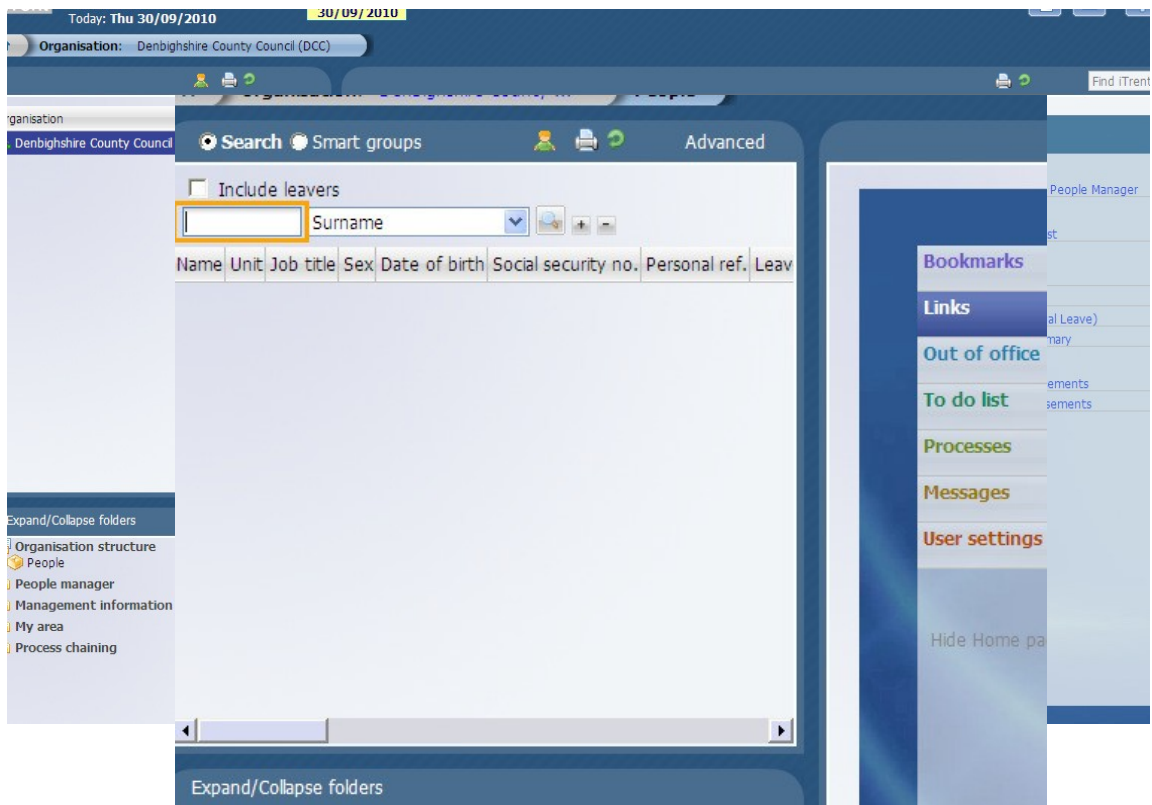 Today: Thu 30/09/2010
30/09/2010
Organisation: Denbighshire County Council (DCC)
Find iTrent
Denbighshire County Council
Search Smart groups Advanced
Include leavers
Surname
Name Unit Job title Sex Date of birth Social security no. Personal ref. Leav
People Manager
Bookmarks
Links
al Leave)
Out of office
ements
To do list
sements
Processes
Messages
User settings
Hide Home pa
Expand/Collapse folders
Organisation structure
People
People manager
Management information
My area
Process chaining
Expand/Collapse folders